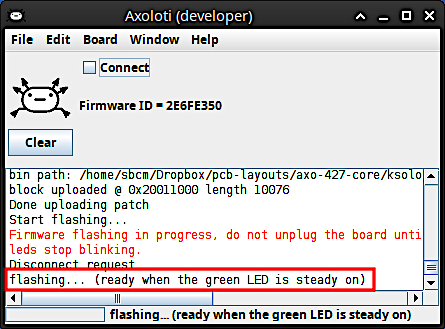 Axoloti (developer)
File Edit Board Window Help
Connect
Firmware ID = 2E6FE350
Clear
bin path: /home/sbcm/Dropbox/pcb-layouts/axo-427-core/ksolo
block uploaded @ 0x20011000 length 10076
Done uploading patch
Start flashing...
Firmware flashing in progress, do not unplug the board unti
leds stop blinking.
Disconnect request
flashing... (ready when the green LED is steady on)
flashing... (ready when the green LED is steady on)